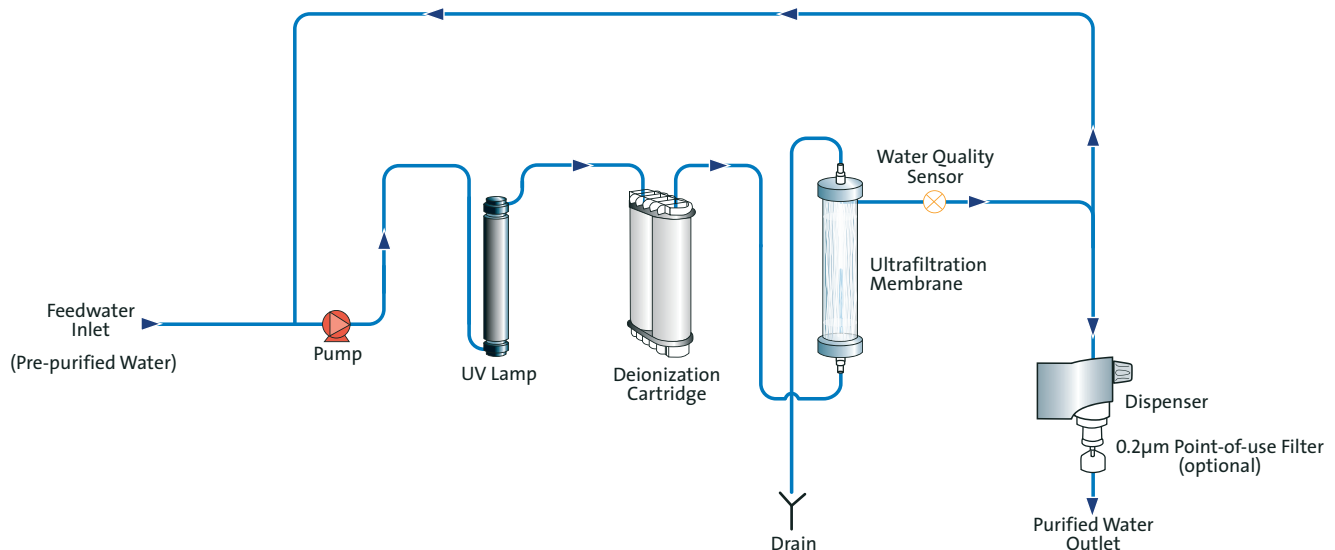 Water Quality
Sensor
Ultrafiltration
Membrane
Feedwater
Inlet
(Pre-purified Water)
Pump
UV Lamp
Deionization
Cartridge
Dispenser
0.2µm Point-of-use Filter
(optional)
Drain
Purified Water
Outlet